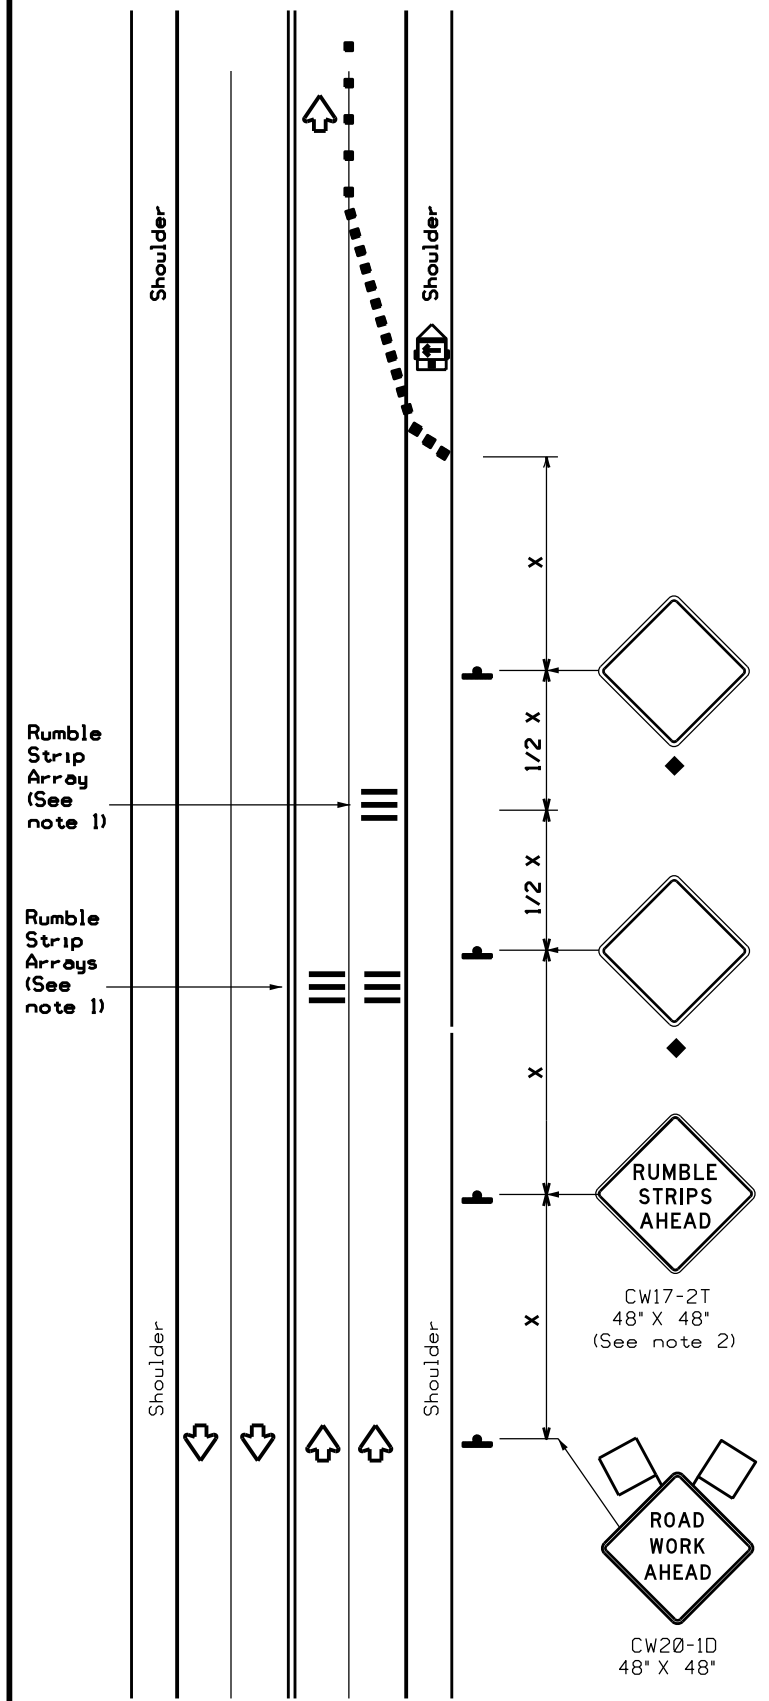 Shoulder
Shoulder
X
Rumble
Strip
Array
(See
note 1)
1/2 X
1/2 X
Rumble
Strip
Arrays
(See
note 1)
X
RUMBLE
STRIPS
AHEAD
CW17-2T
48" X 48"
(See note 2)
X
Shoulder
Shoulder
ROAD
WORK
AHEAD
CW20-1D
48" X 48"